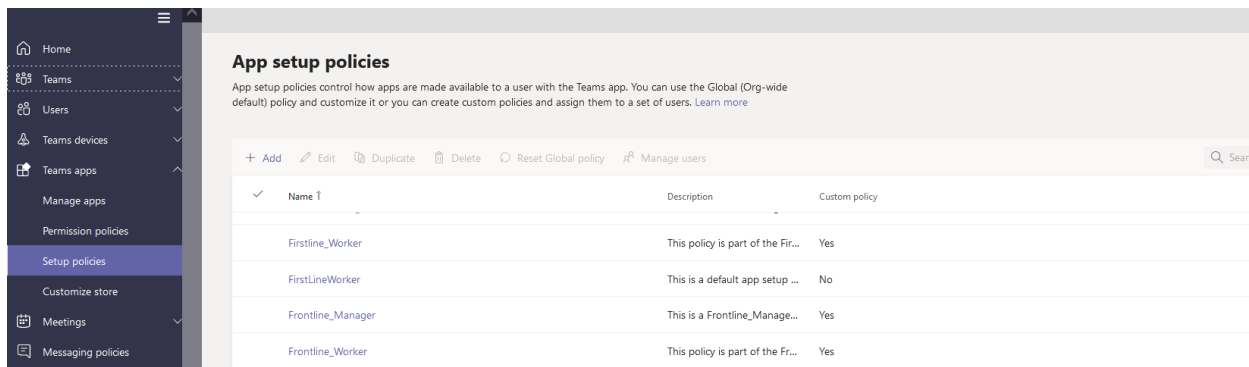 Home
Teams
Users
Teams devices
Teams apps
Manage apps
Permission policies
Setup policies
Customize store
Meetings
Messaging policies
App setup policies
App setup policies control how apps are made available to a user with the Teams app. You can use the Global (Org-wide
default) policy and customize it or you can create custom policies and assign them to a set of users. Learn more
+ Add Edit Duplicate Delete Reset Global policy Manage users
Name ↑ Description Custom policy
Firstline_Worker This policy is part of the Fir... Yes
FirstLineWorker This is a default app setup ... No
Frontline_Manager This is a Frontline_Manage... Yes
Frontline_Worker This policy is part of the Fr... Yes